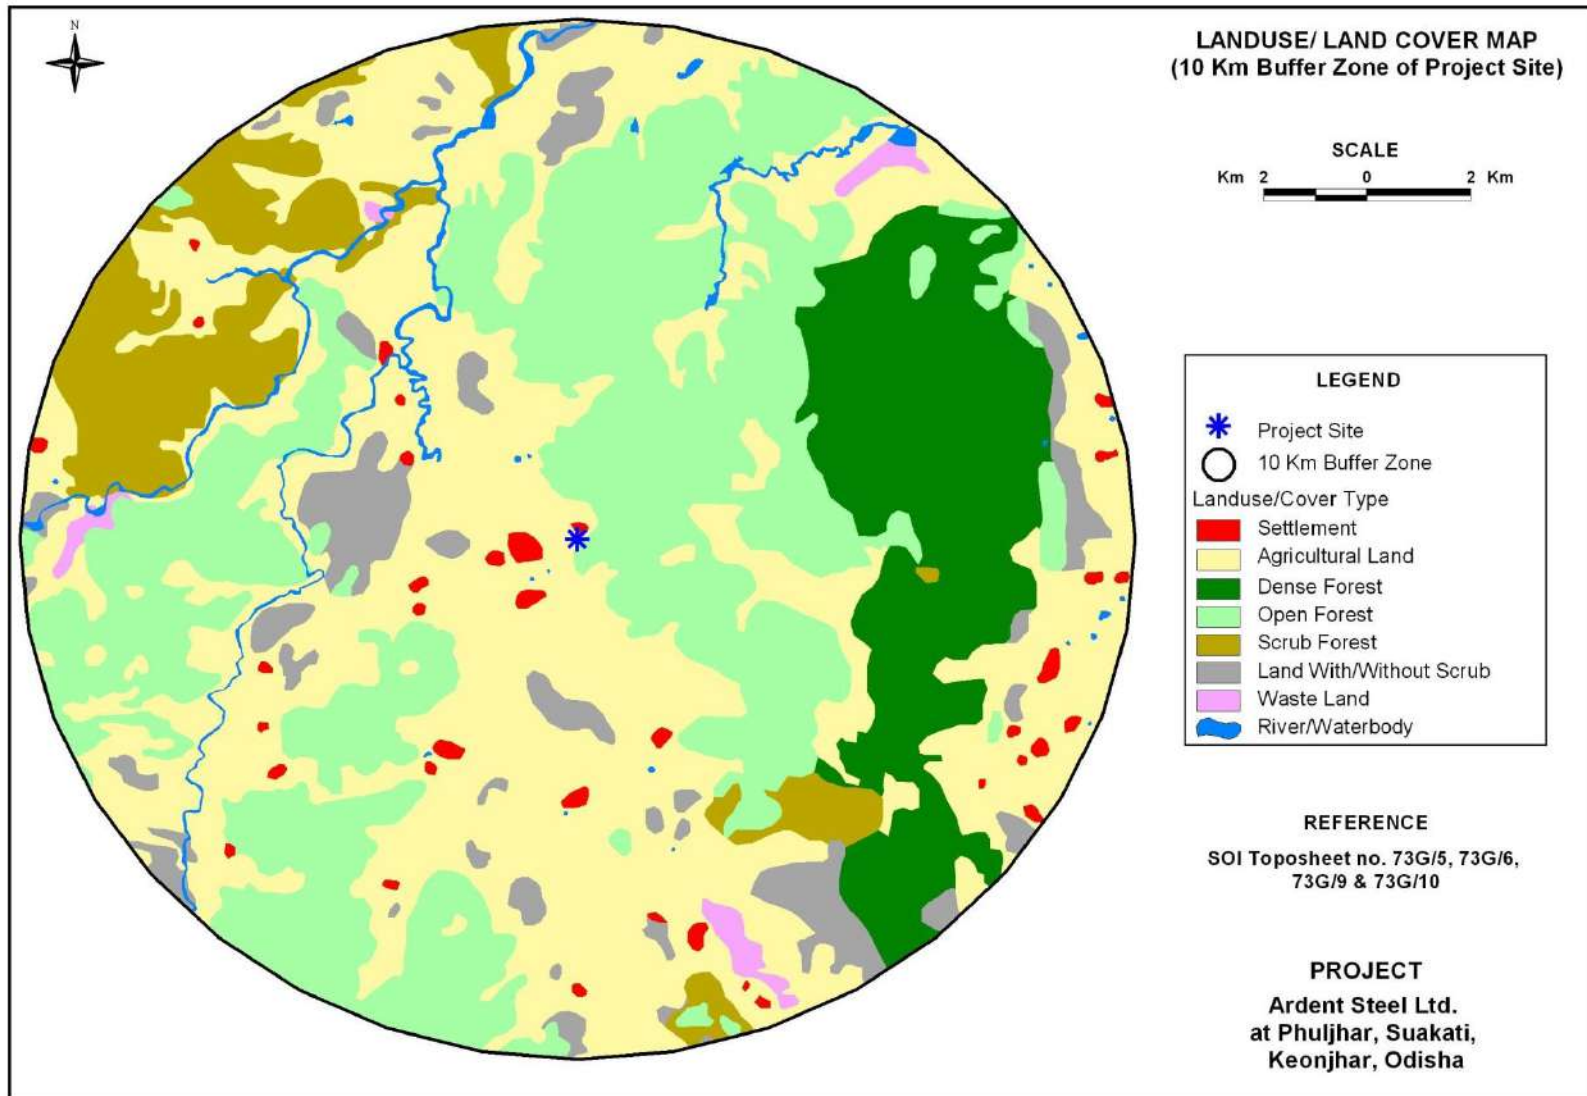 N
LANDUSE/ LAND COVER MAP
(10 Km Buffer Zone of Project Site)
SCALE
Km 2 0 2 Km
LEGEND
Project Site
10 Km Buffer Zone
Landuse/Cover Type
Settlement
Agricultural Land
Dense Forest
Open Forest
Scrub Forest
Land With/Without Scrub
Waste Land
River/Waterbody
REFERENCE
SOI Toposheet no. 73G/5, 73G/6,
73G/9 & 73G/10
PROJECT
Ardent Steel Ltd.
at Phuljhar, Suakati,
Keonjhar, Odisha